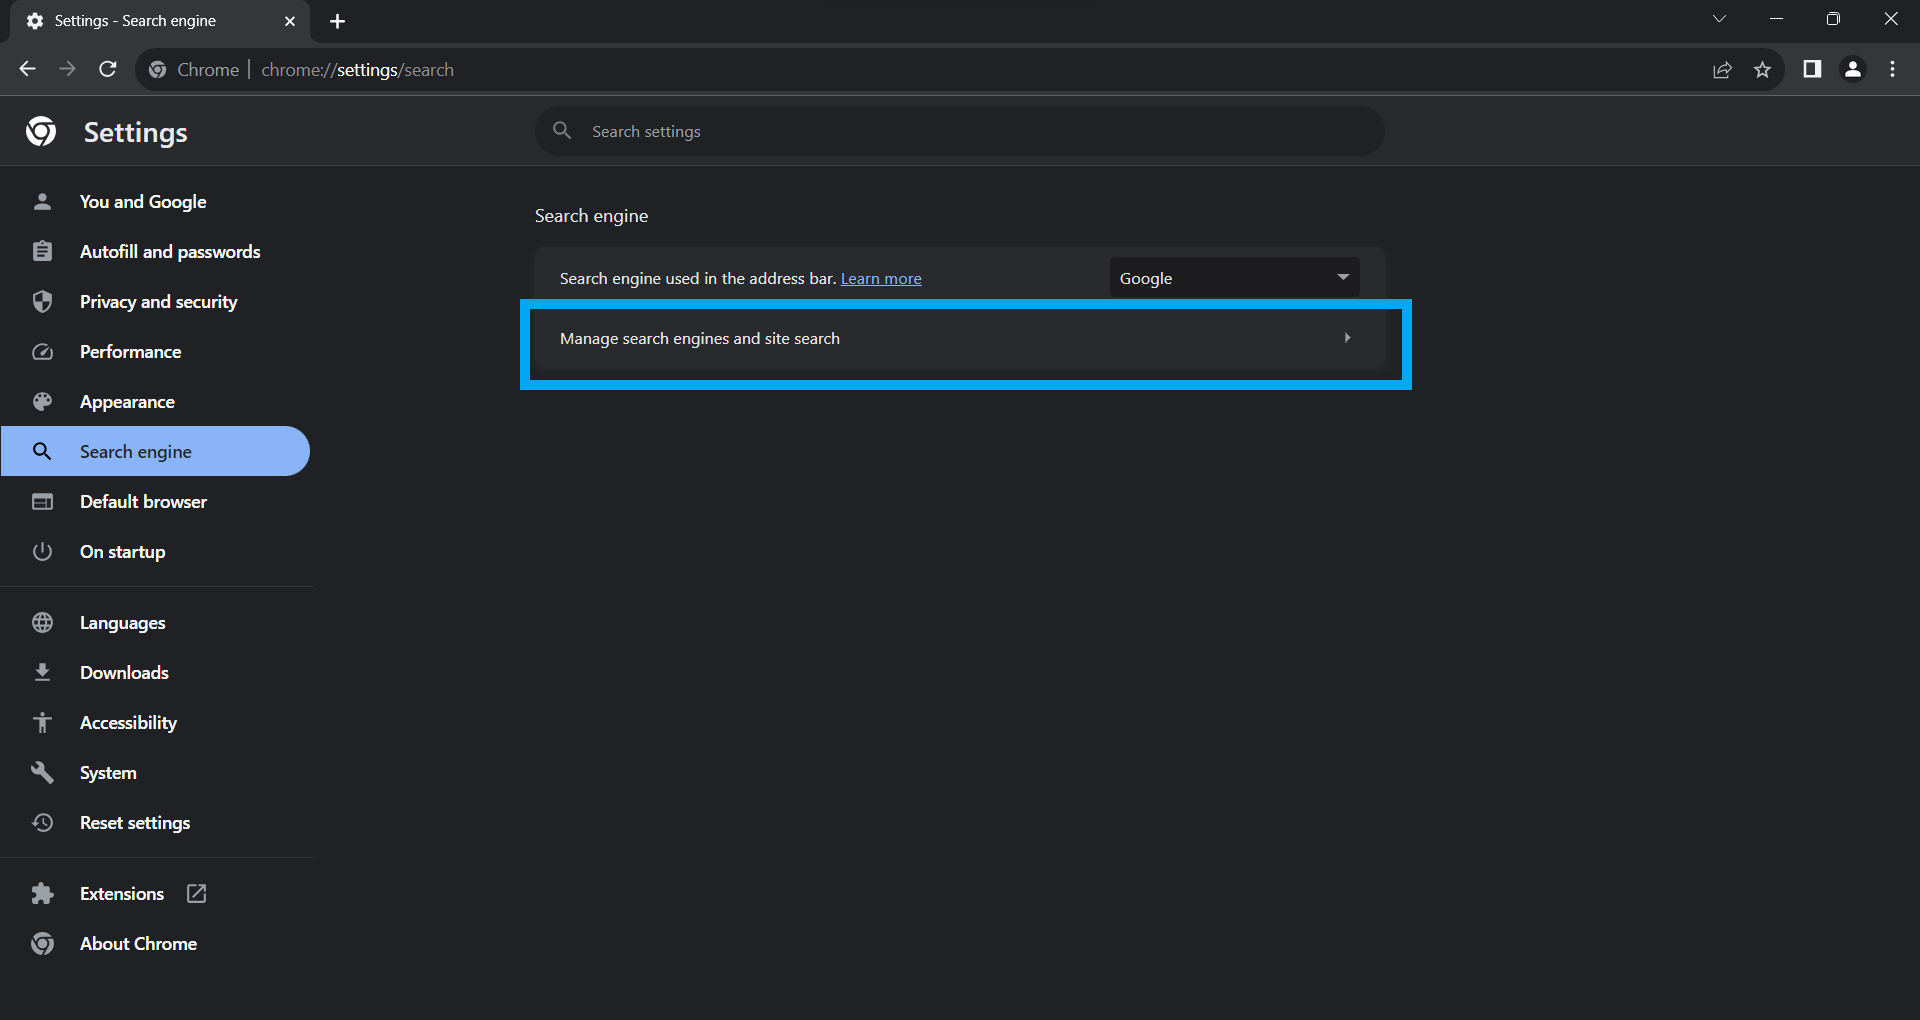 Settings - Search engine
Chrome | chrome://settings/search
Settings
Search settings
You and Google
Autofill and passwords
Privacy and security
Performance
Appearance
Search engine
Default browser
On startup
Languages
Downloads
Accessibility
System
Reset settings
Extensions
About Chrome
Search engine
Search engine used in the address bar. Learn more
Google
Manage search engines and site search